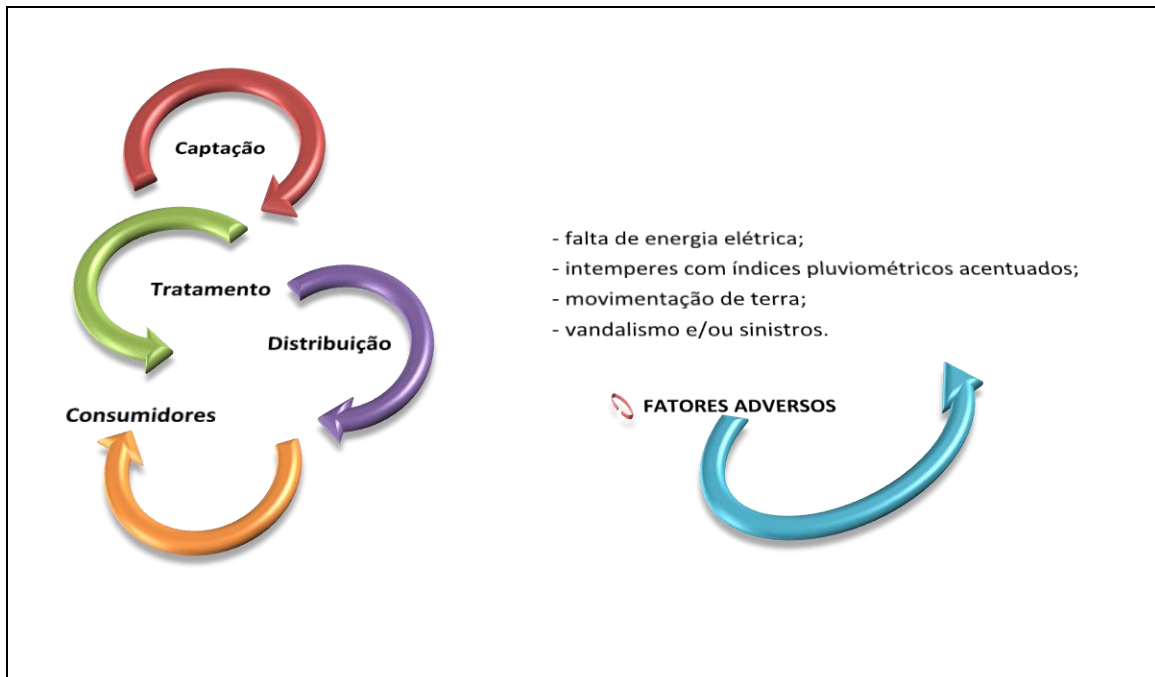 Captação
Tratamento
Distribuição
Consumidores
- falta de energia elétrica;
- intemperes com índices pluviométricos acentuados;
- movimentação de terra;
- vandalismo e/ou sinistros.
FATORES ADVERSOS